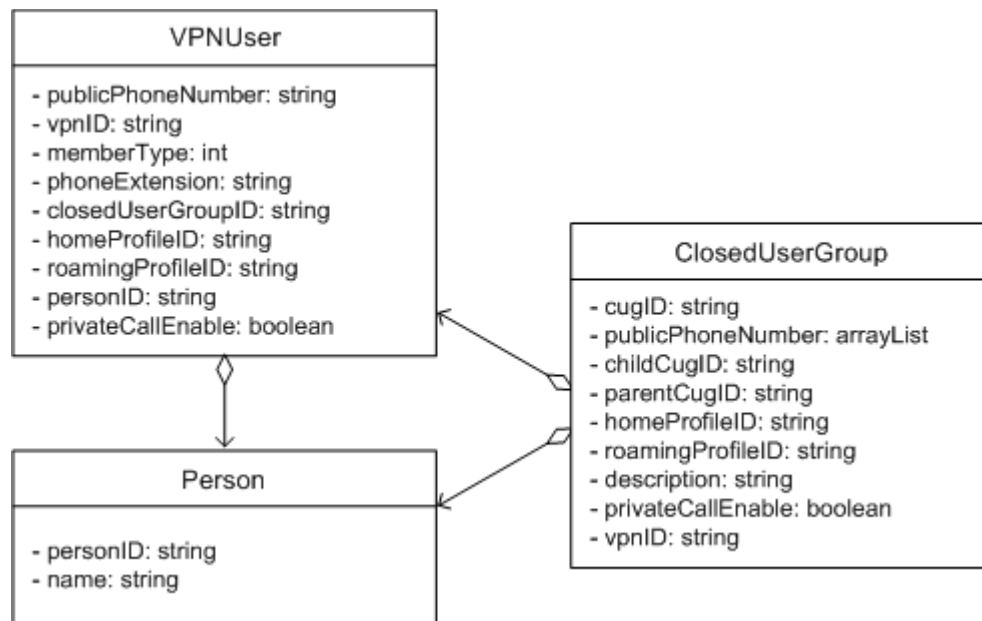 VPNUser
- publicPhoneNumber: string
- vpnID: string
- memberType: int
- phoneExtension: string
- closedUserGroupID: string
- homeProfileID: string
- roamingProfileID: string
- personID: string
- privateCallEnable: boolean
Person
- personID: string
- name: string
ClosedUserGroup
- cugID: string
- publicPhoneNumber: arrayList
- childCugID: string
- parentCugID: string
- homeProfileID: string
- roamingProfileID: string
- description: string
- privateCallEnable: boolean
- vpnID: string